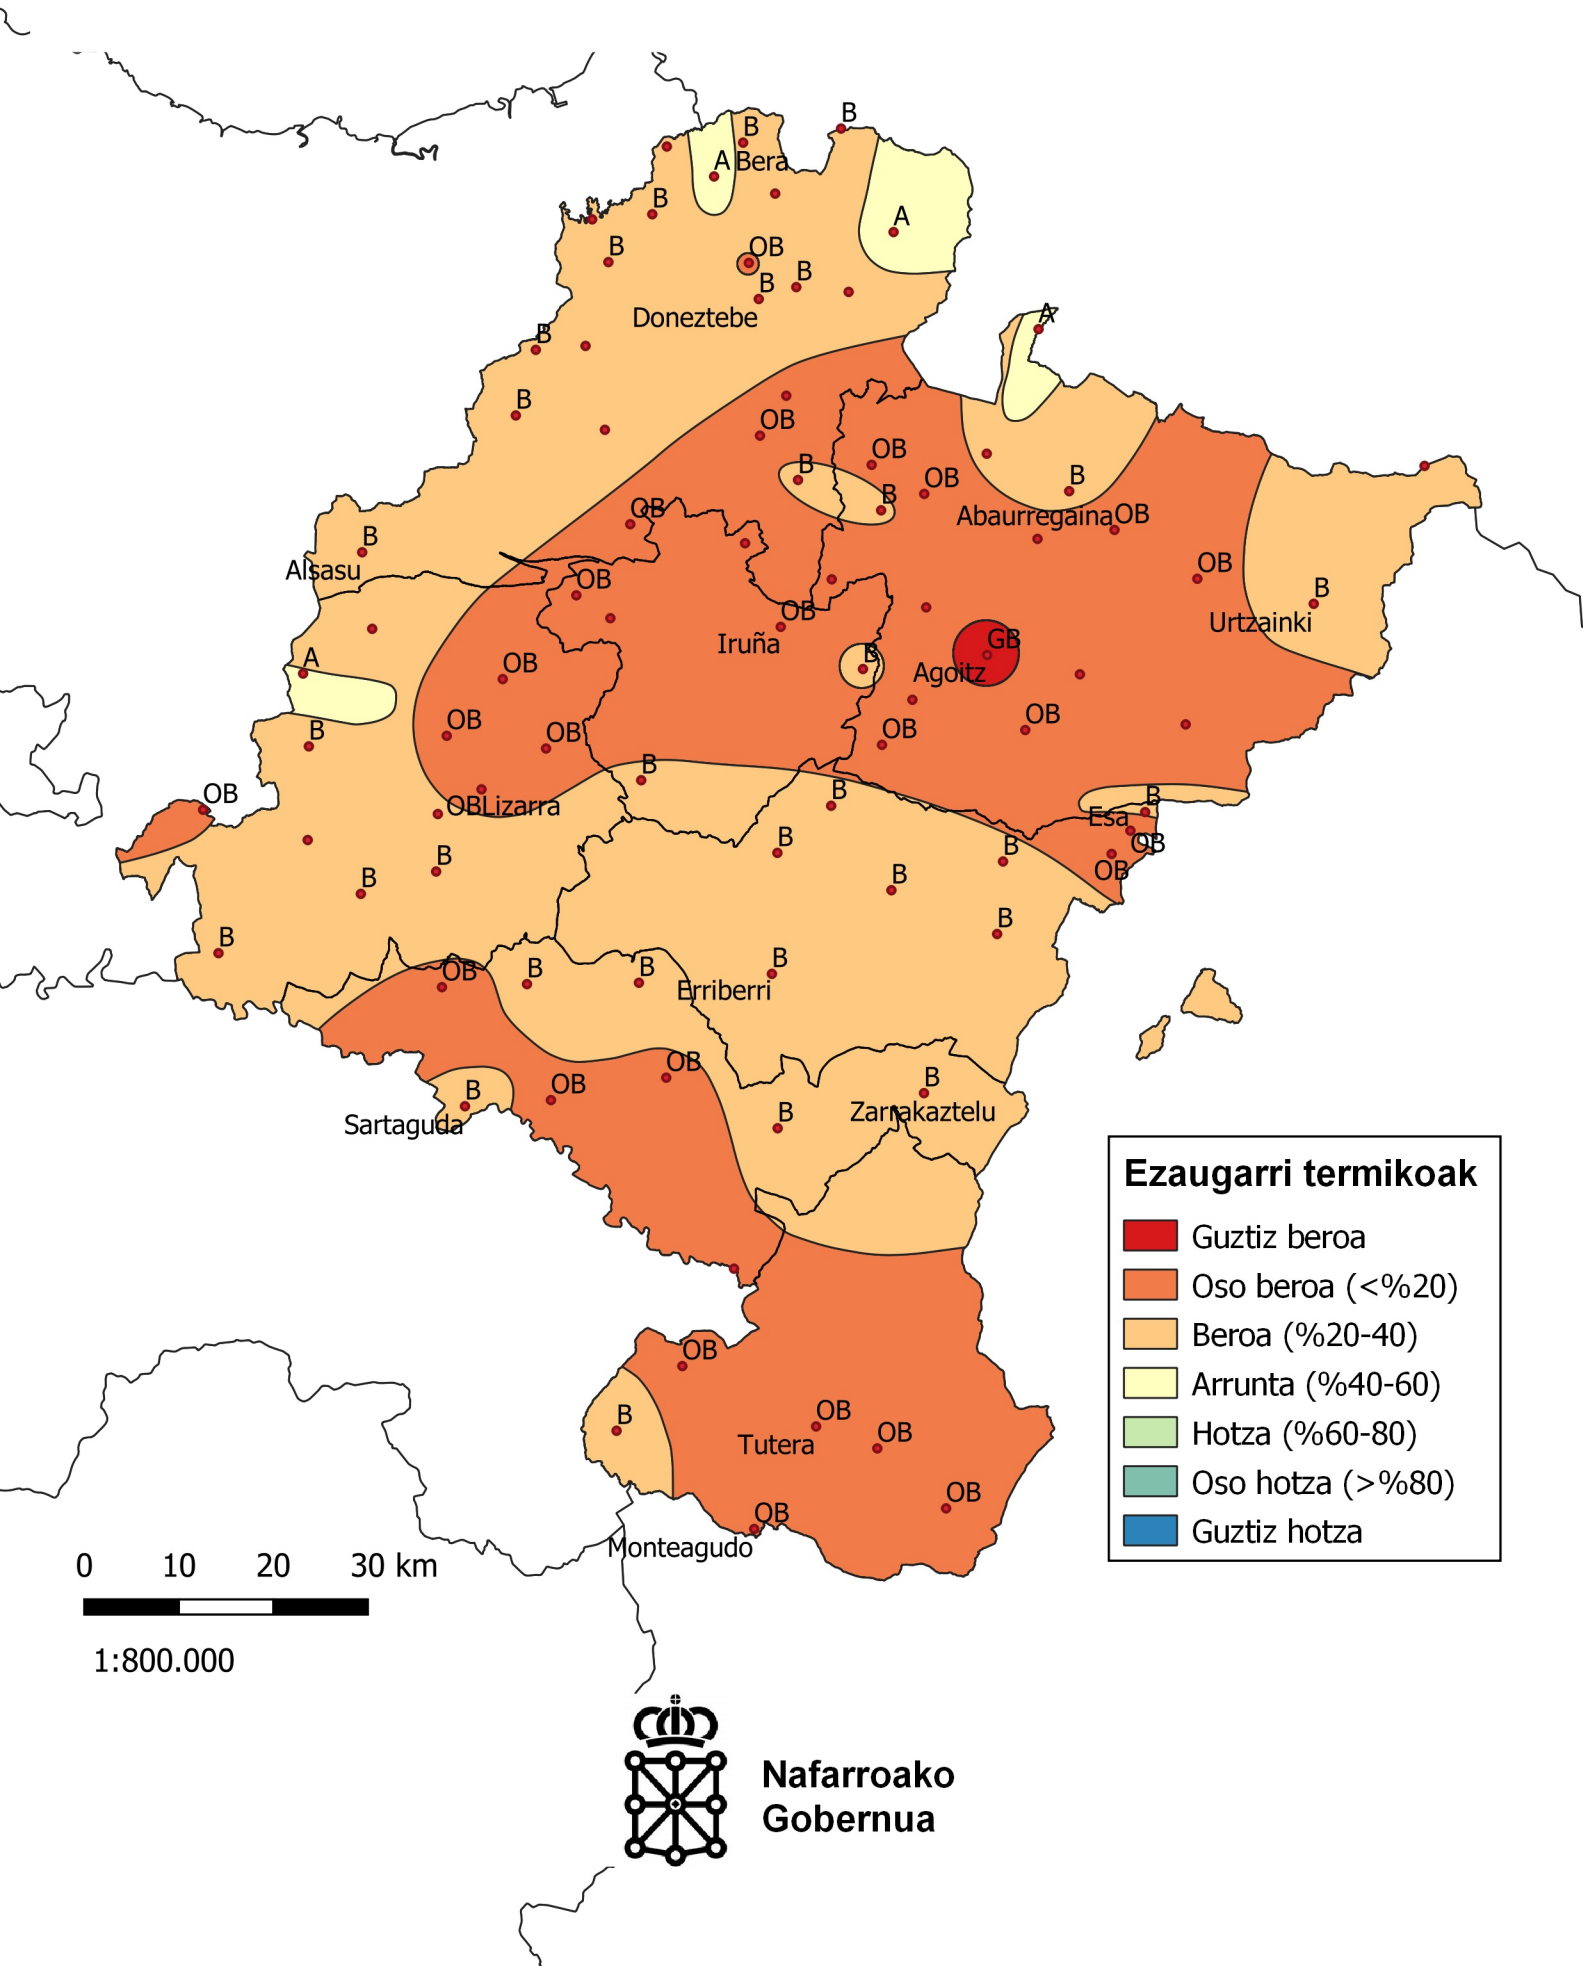 B
B
A Bera
B
A
B
OB
B
B
Doneztebe
A
B
B
OB
OB
B
OB
B
B
OB
Abaurregaina OB
B
Alsasu
OB
OB
B
OB
Urtzainki
Iruña
GB
A
OB
B
Agoitz
OB
OB
B
OB
OB
B
OB
B
B
OB Lizarra
Esa
B
OB
B
B
OB
B
B
B
B
OB
B
B
B
Erriberri
OB
OB
B
B
B
Sartaguda
Zarrakaztelu
Ezaugarri termikoak
Guztiz beroa
Oso beroa (<%20)
Beroa (%20-40)
Arrunta (%40-60)
Hotza (%60-80)
Oso hotza (>%80)
Guztiz hotza
OB
B
OB
OB
Tutera
OB
OB
Monteagudo
0 10 20 30 km
1:800.000
Nafarroako
Gobernua